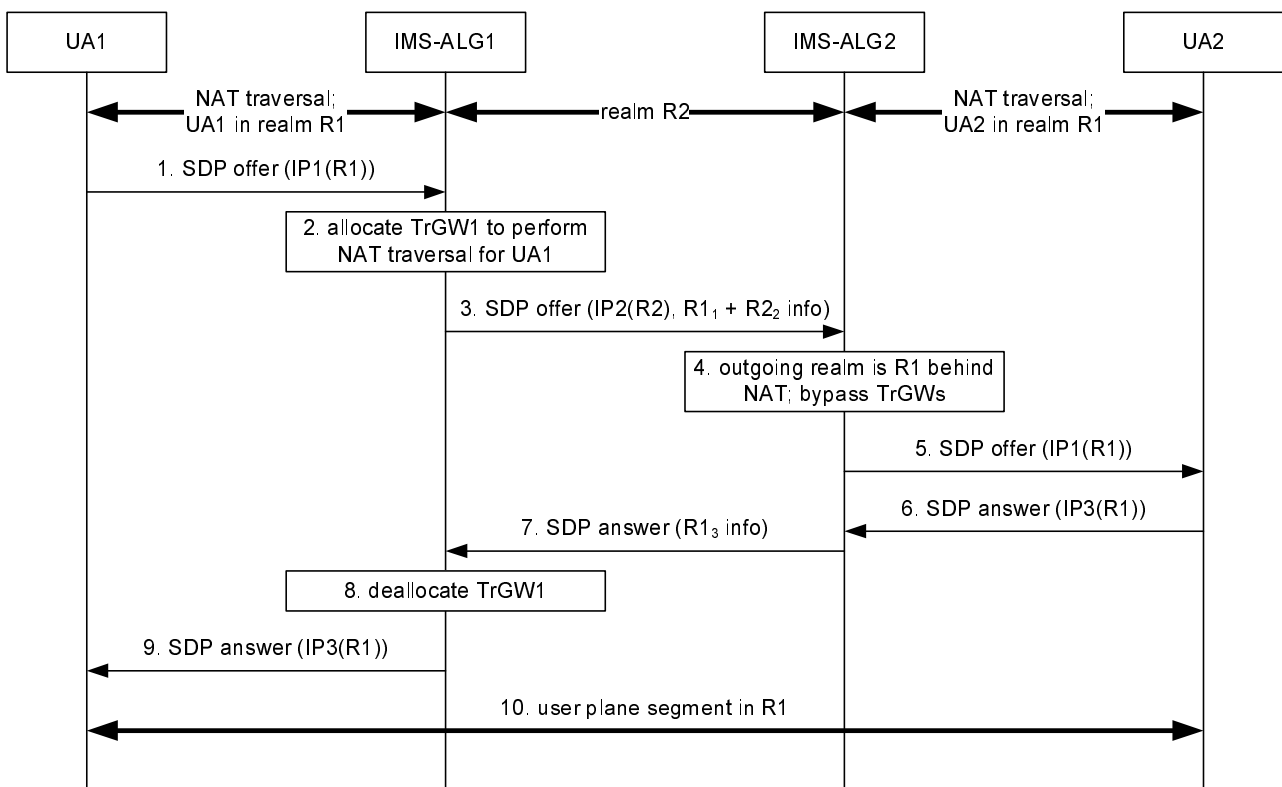 UA1
IMS-ALG1
IMS-ALG2
UA2
NAT traversal;
UA1 in realm R1
realm R2
NAT traversal;
UA2 in realm R1
1. SDP offer (IP1(R1))
2. allocate TrGW1 to perform
NAT traversal for UA1
3. SDP offer (IP2(R2), R1₁ + R2₂ info)
4. outgoing realm is R1 behind
NAT; bypass TrGWs
5. SDP offer (IP1(R1))
6. SDP answer (IP3(R1))
7. SDP answer (R1₃ info)
8. deallocate TrGW1
9. SDP answer (IP3(R1))
10. user plane segment in R1